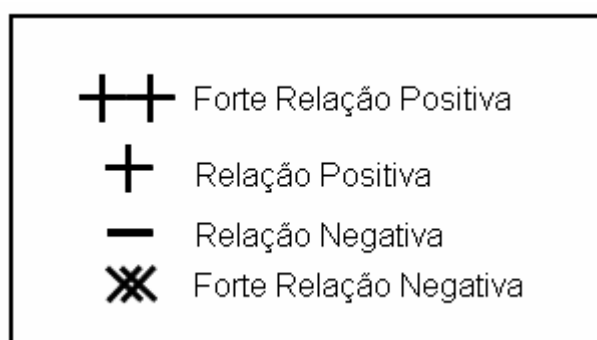 ++ Forte Relação Positiva
+ Relação Positiva
− Relação Negativa
Forte Relação Negativa